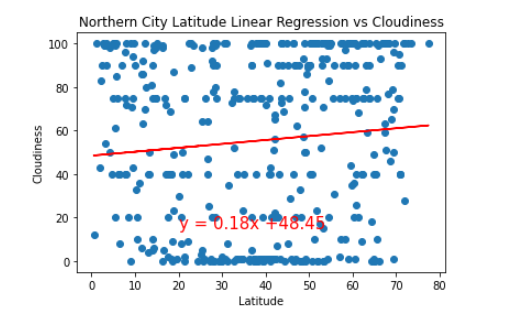 Northern City Latitude Linear Regression vs Cloudiness
100
80
60
40
20
0
Cloudiness
y = 0.18x +48.45
0 10 20 30 40 50 60 70 80
Latitude